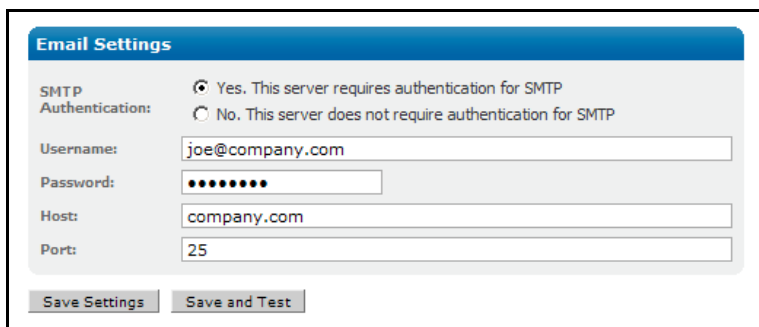 Email Settings
SMTP
Authentication:
Yes. This server requires authentication for SMTP
No. This server does not require authentication for SMTP
Username:
joe@company.com
Password:
••••••••
Host:
company.com
Port:
25
Save Settings
Save and Test